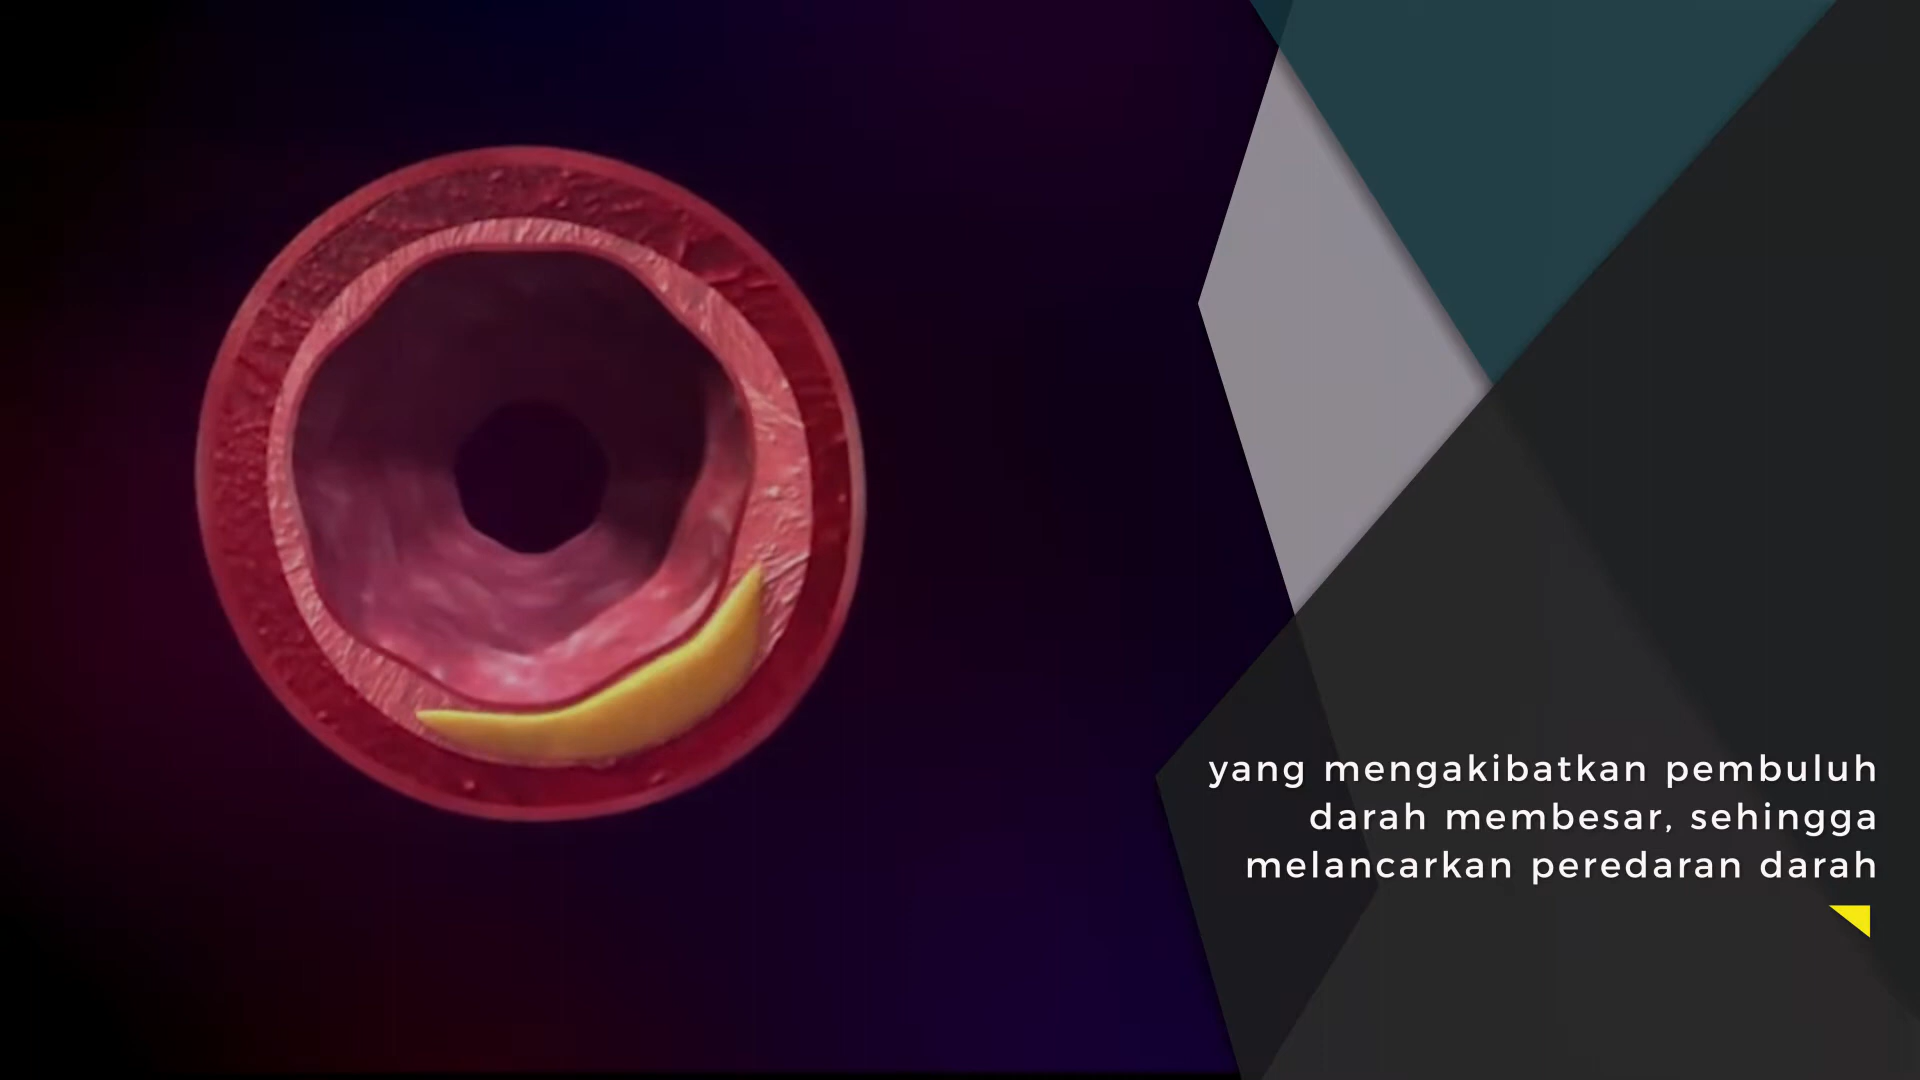 yang mengakibatkan pembuluh
darah membesar, sehingga
melancarkan peredaran darah